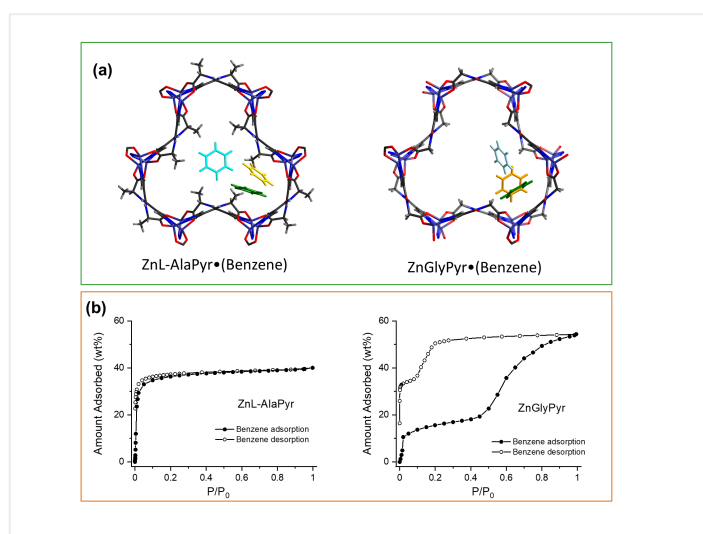 (a)
ZnL-AlaPyr•(Benzene)
ZnGlyPyr•(Benzene)
(b)
Amount Adsorbed (wt%)
60
40
20
0
ZnL-AlaPyr
Benzene adsorption
Benzene desorption
0 0.2 0.4 0.6 0.8 1
P/P₀
Amount Adsorbed (wt%)
60
40
20
0
ZnGlyPyr
Benzene adsorption
Benzene desorption
0 0.2 0.4 0.6 0.8 1
P/P₀